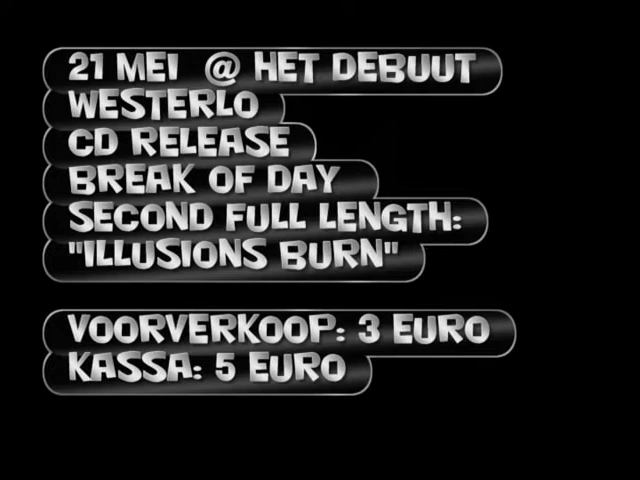 21 MEI @ HET DEBUUT
WESTERLO
CD RELEASE
BREAK OF DAY
SECOND FULL LENGTH:
"ILLUSIONS BURN"
VOORVERKOOP: 3 EURO
KASSA: 5 EURO